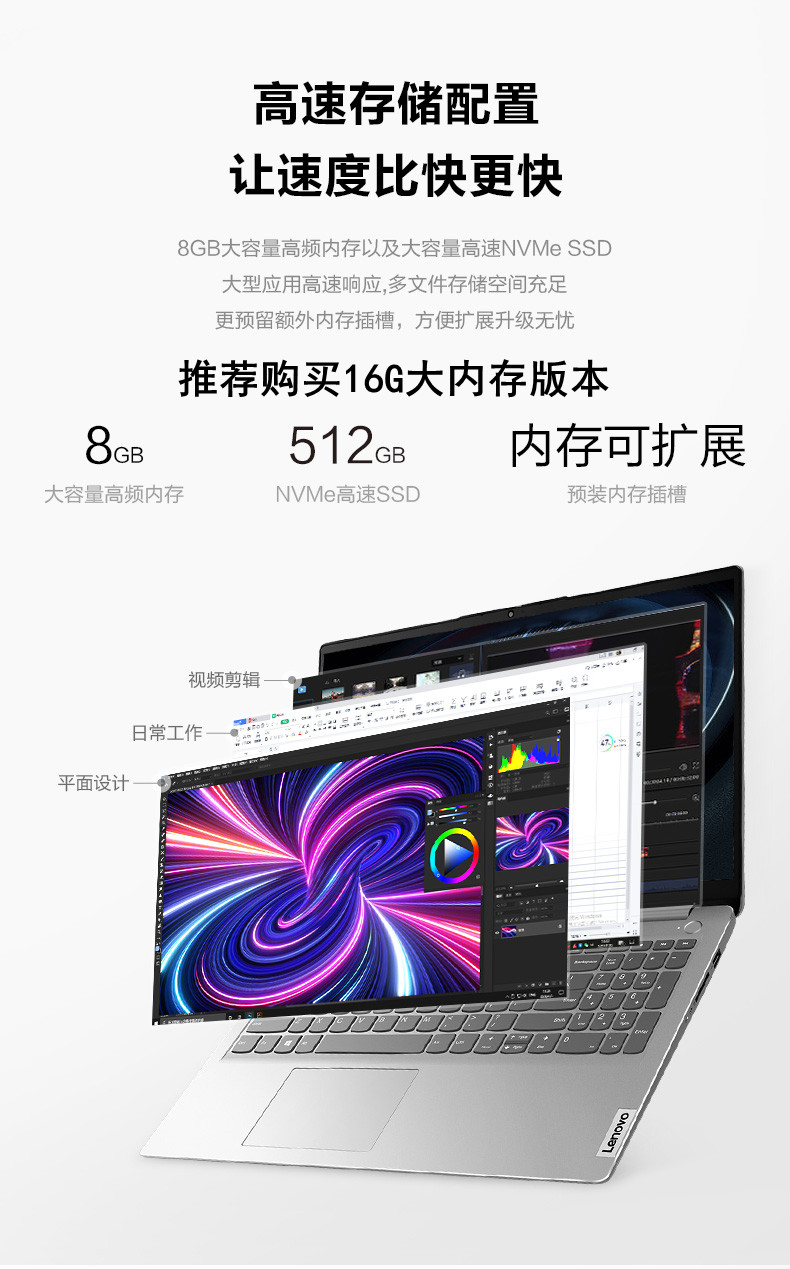 高速存储配置
让速度比快更快
8GB大容量高频内存以及大容量高速NVMe SSD
大型应用高速响应,多文件存储空间充足
更预留额外内存插槽，方便扩展升级无忧
推荐购买16G大内存版本
8GB
512GB
内存可扩展
大容量高频内存
NVMe高速SSD
预装内存插槽
视频剪辑
日常工作
平面设计
Lenovo